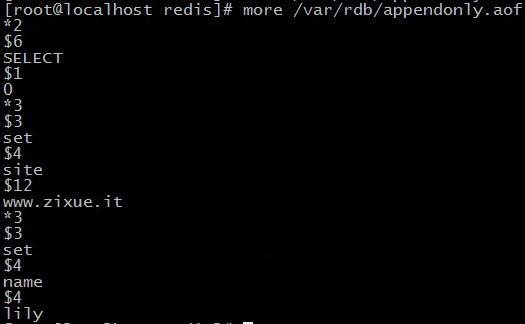 [root@localhost redis]# more /var/rdb/appendonly.aof
*2
$6
SELECT
$1
0
*3
$3
set
$4
site
$12
www.zixue.it
*3
$3
set
$4
name
$4
lily